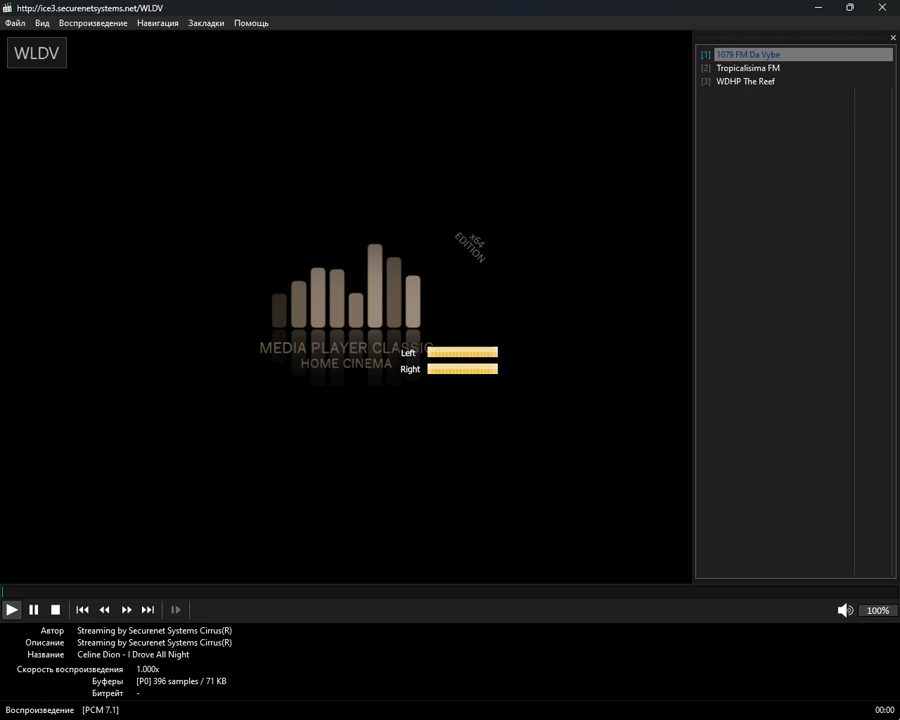 http://ice3.securenetsystems.net/WLDV
Файл Вид Воспроизведение Навигация Закладки Помощь
WLDV
[1] 1079 FM Da Vybe
[2] Tropicalisima FM
[3] WDHP The Reef
x64
EDITION
MEDIA PLAYER CLASSIC
HOME CINEMA
Left
Right
100%
Автор Streaming by Securenet Systems Cirrus(R)
Описание Streaming by Securenet Systems Cirrus(R)
Название Celine Dion - I Drove All Night
Скорость воспроизведения 1.000x
Буферы [P0] 396 samples / 71 KB
Битрейт -
Воспроизведение [PCM 7.1] 00:00